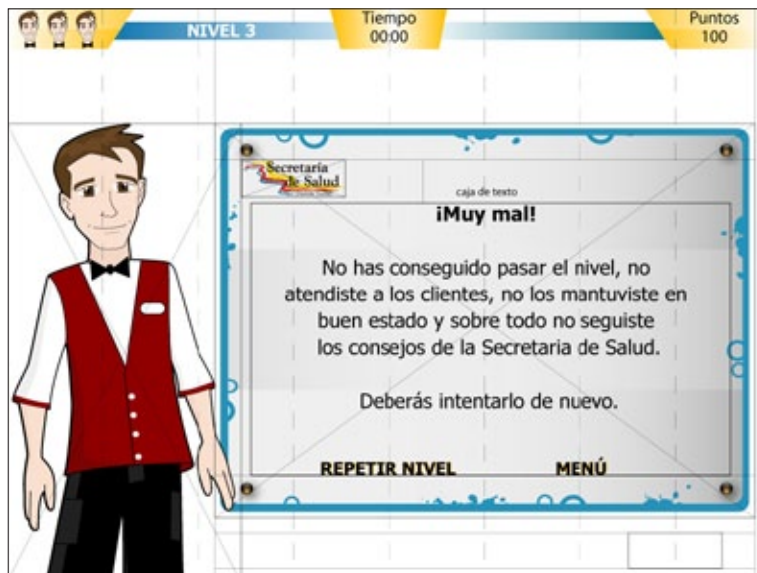 NIVEL 3
Tiempo
00:00
Puntos
100
Secretaría
de Salud
caja de texto
¡Muy mal!
No has conseguido pasar el nivel, no
atendiste a los clientes, no los mantuviste en
buen estado y sobre todo no seguiste
los consejos de la Secretaria de Salud.
Deberás intentarlo de nuevo.
REPETIR NIVEL
MENÚ